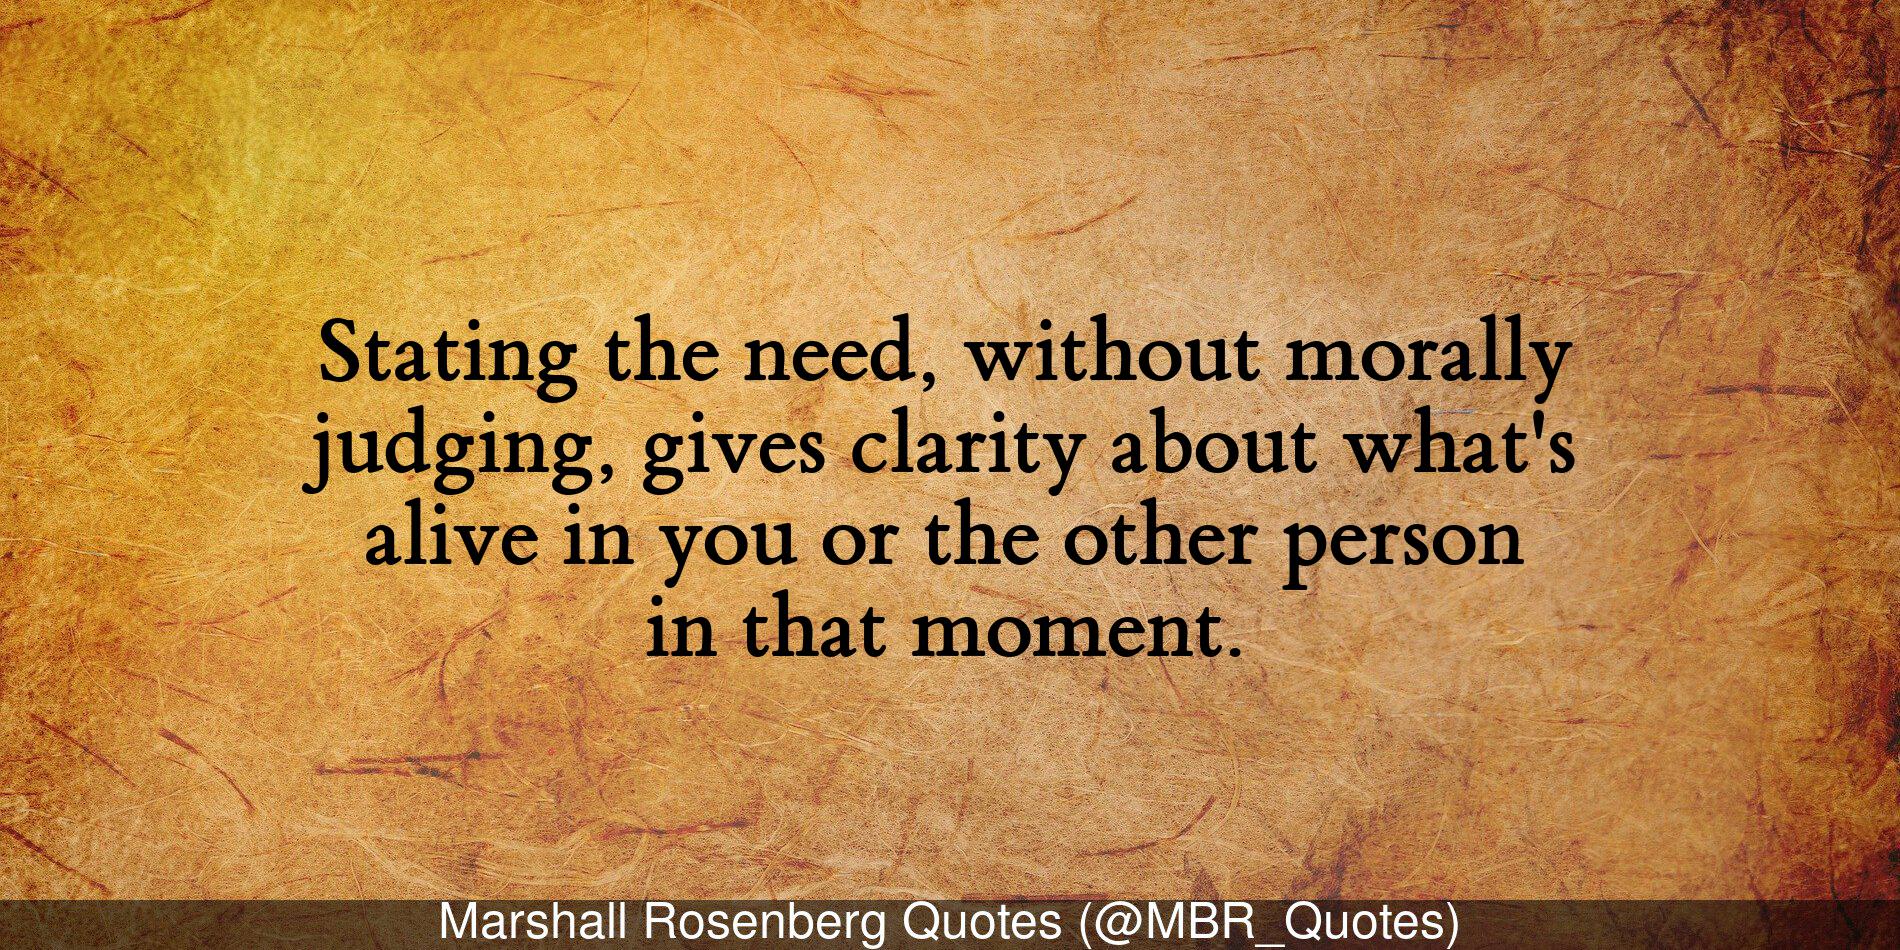 Stating the need, without morally
judging, gives clarity about what's
alive in you or the other person
in that moment.
Marshall Rosenberg Quotes (@MBR_Quotes)